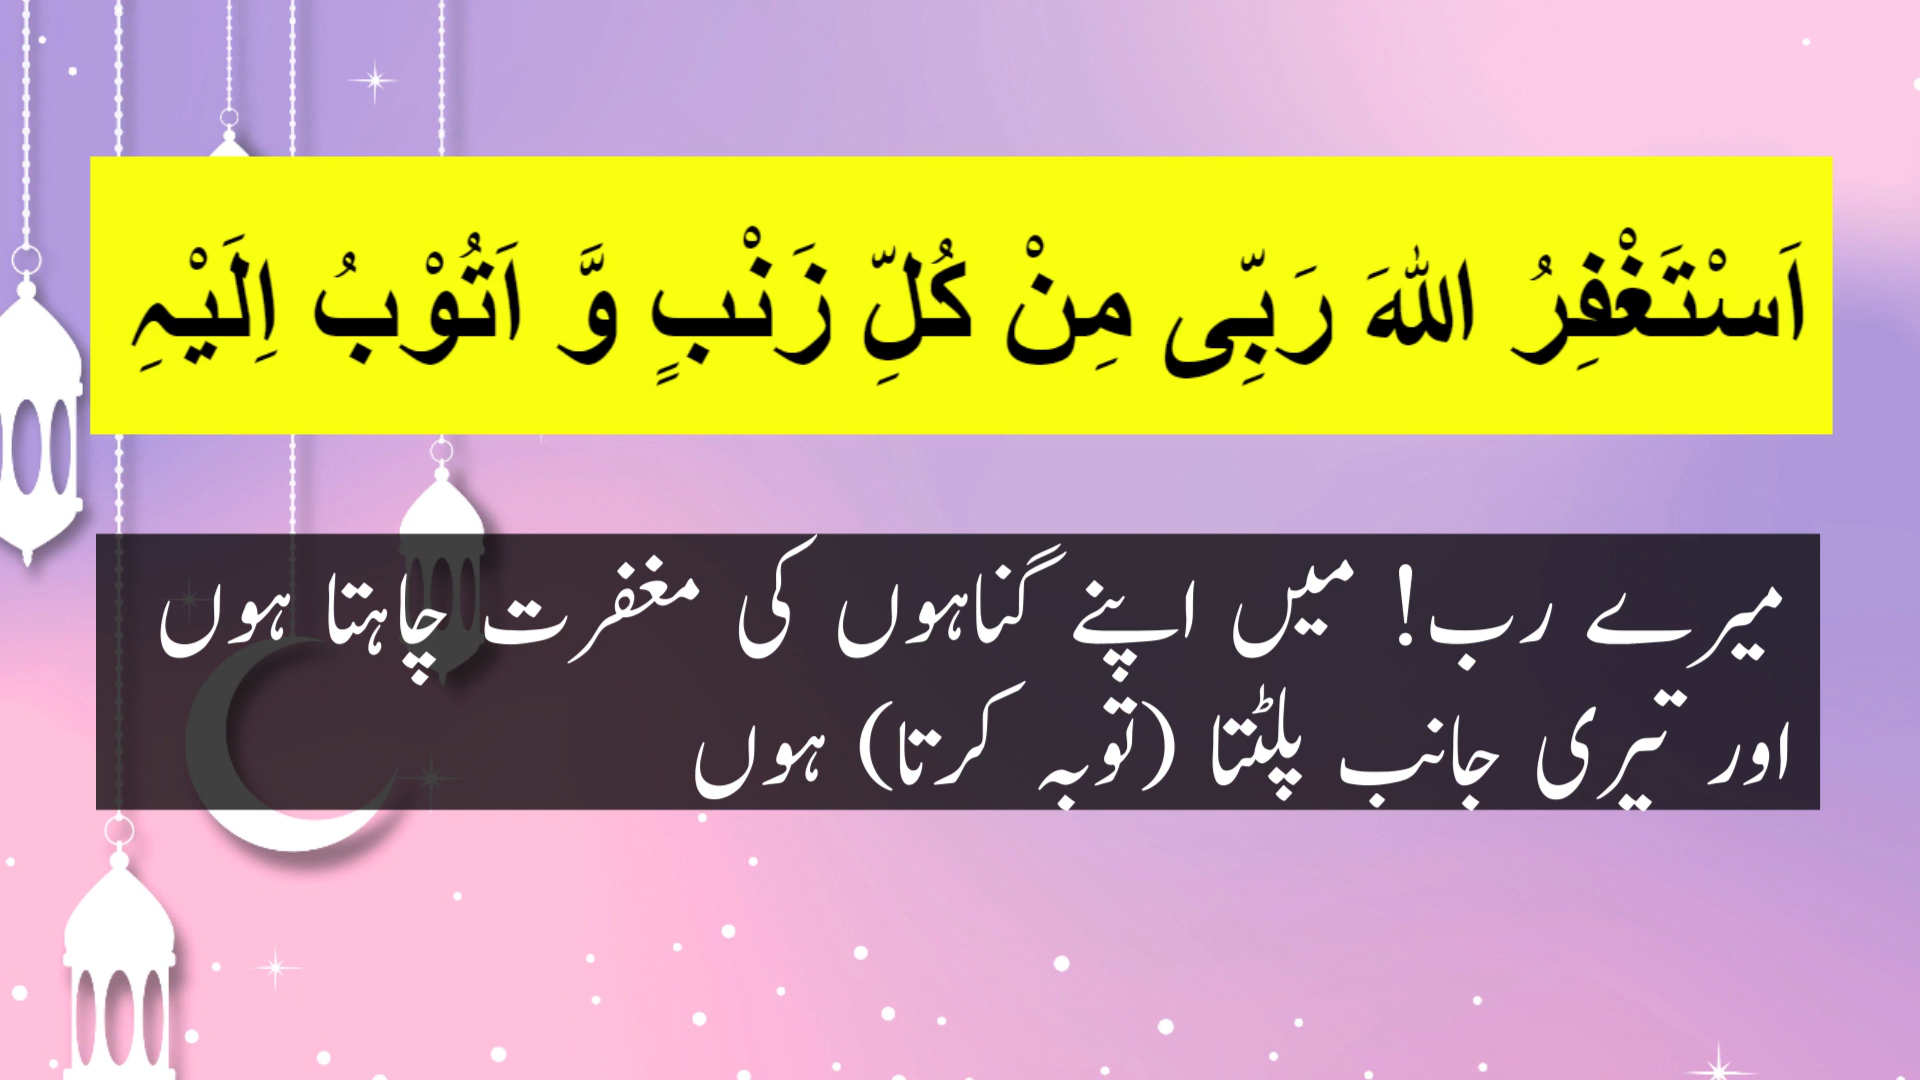 اَسْتَغْفِرُ اللهَ رَبِّی مِنْ کُلِّ زَنْبٍ وَّ اَتُوْبُ اِلَیْہِ
میرے رب! میں اپنے گناہوں کی مغفرت چاہتا ہوں
اور تیری جانب پلٹتا (توبہ کرتا) ہوں